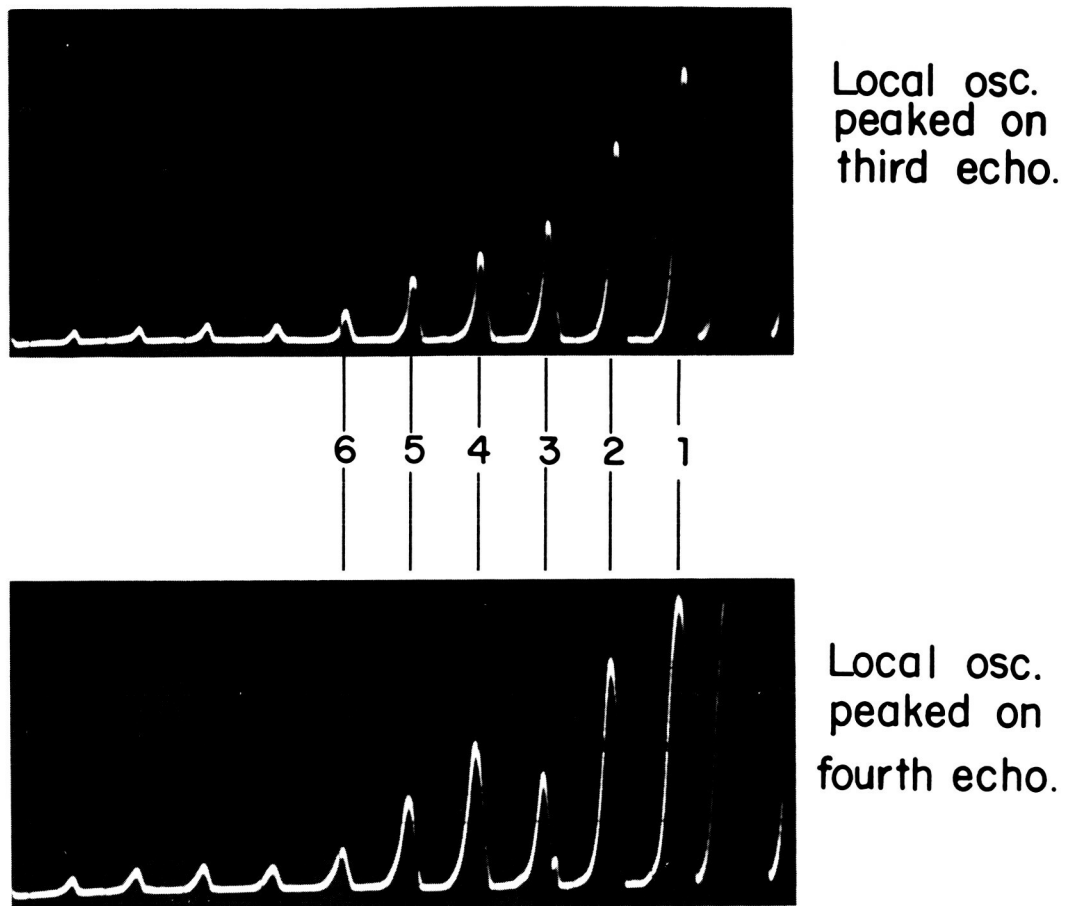 Local osc.
peaked on
third echo.
6 5 4 3 2 1
Local osc.
peaked on
fourth echo.